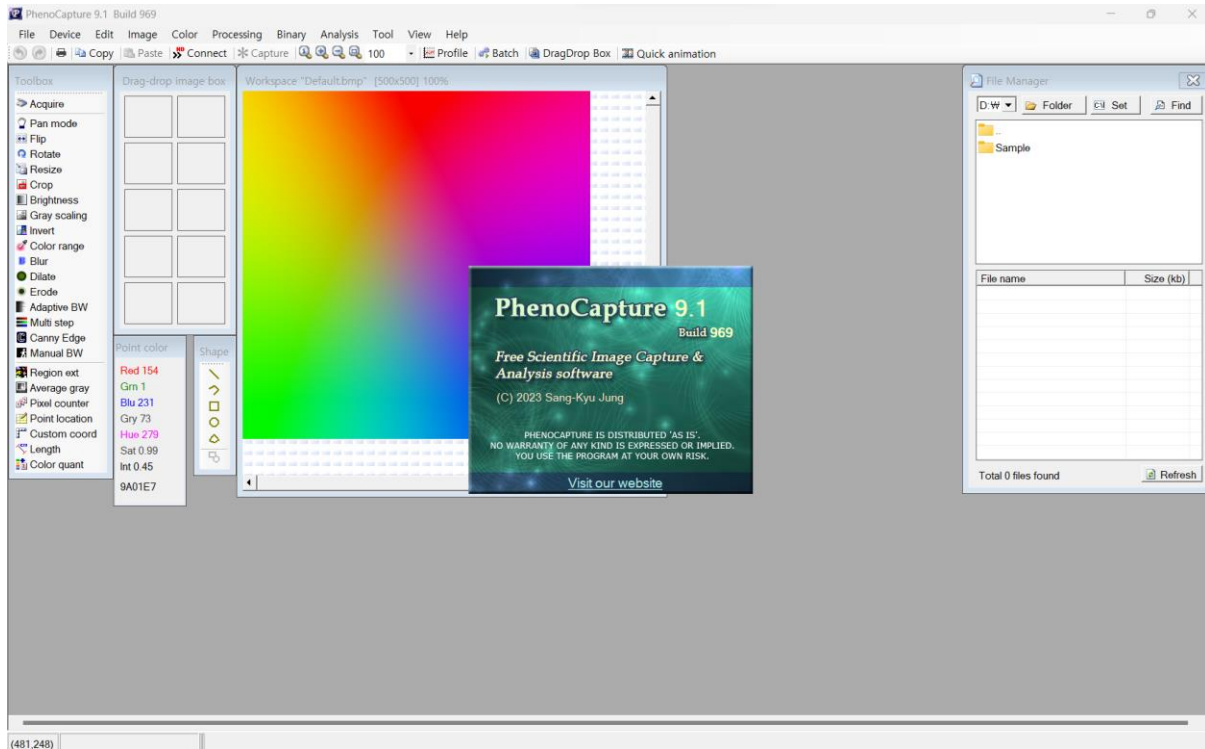 PhenoCapture 9.1 Build 969
File Device Edit Image Color Processing Binary Analysis Tool View Help
Copy Paste Connect Capture 100 Profile Batch DragDrop Box Quick animation
Toolbox
Acquire
Pan mode
Flip
Rotate
Resize
Crop
Brightness
Gray scaling
Invert
Color range
Blur
Dilate
Erode
Adaptive BW
Multi step
Canny Edge
Manual BW
Region ext
Average gray
Pixel counter
Point location
Custom coord
Length
Color quant
Drag-drop image box
Point color
Red 154
Grn 1
Blu 231
Gry 73
Hue 279
Sat 0.99
Int 0.45
9A01E7
Shape
Workspace "Default.bmp" [500x500] 100%
PhenoCapture 9.1
Build 969
Free Scientific Image Capture &
Analysis software
(C) 2023 Sang-Kyu Jung
PHENOCAPTURE IS DISTRIBUTED 'AS IS'.
NO WARRANTY OF ANY KIND IS EXPRESSED OR IMPLIED.
YOU USE THE PROGRAM AT YOUR OWN RISK.
Visit our website
File Manager
D:₩ Folder Set Find
..
Sample
File name Size (kb)
Total 0 files found Refresh
(481,248)